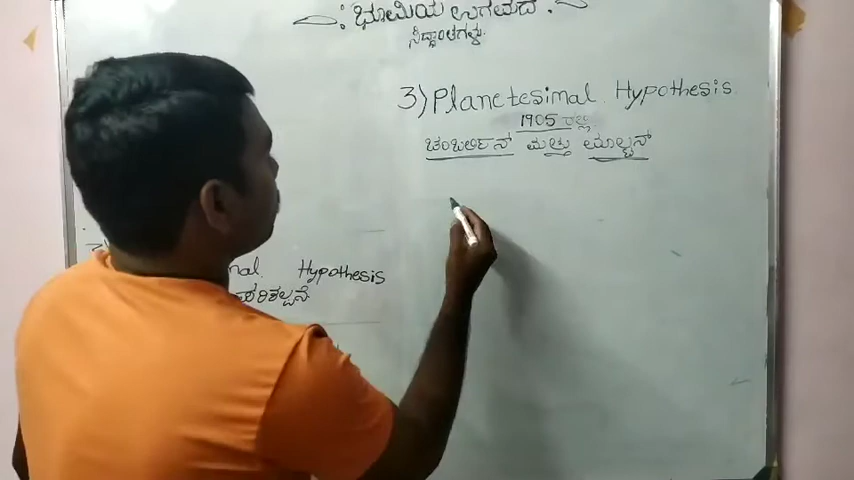 ಭೂಮಿಯ ಉಗಮದ
ಸಿದ್ಧಾಂತಗಳು
3) Planetesimal Hypothesis
1905 ರಲ್ಲಿ
ಚಂಬರ್ಲಿನ್ ಮತ್ತು ಮೌಲ್ಟನ್
Hypothesis